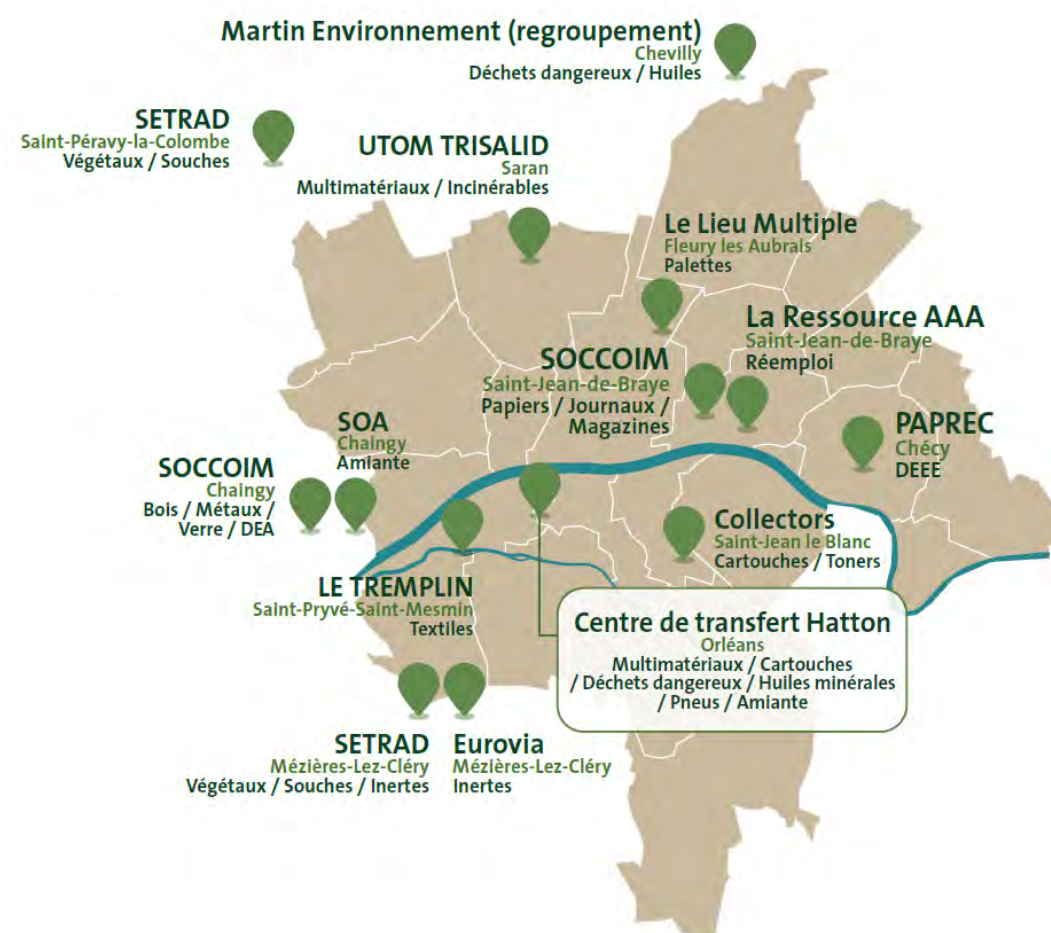 Martin Environnement (regroupement)
Chevilly
Déchets dangereux / Huiles
SETRAD
Saint-Péravy-la-Colombe
Végétaux / Souches
UTOM TRISALID
Saran
Multimatériaux / Incinérables
Le Lieu Multiple
Fleury les Aubrais
Palettes
La Ressource AAA
Saint-Jean-de-Braye
Réemploi
SOCCOIM
Saint-Jean-de-Braye
Papiers / Journaux /
Magazines
PAPREC
Chécy
DEEE
SOA
Chaingy
Amiante
SOCCOIM
Chaingy
Bois / Métaux /
Verre / DEA
Collectors
Saint-Jean le Blanc
Cartouches / Toners
LE TREMPLIN
Saint-Pryvé-Saint-Mesmin
Textiles
Centre de transfert Hatton
Orléans
Multimatériaux / Cartouches
/ Déchets dangereux / Huiles minérales
/ Pneus / Amiante
SETRAD
Mézières-Lez-Cléry
Végétaux / Souches / Inertes
Eurovia
Mézières-Lez-Cléry
Inertes